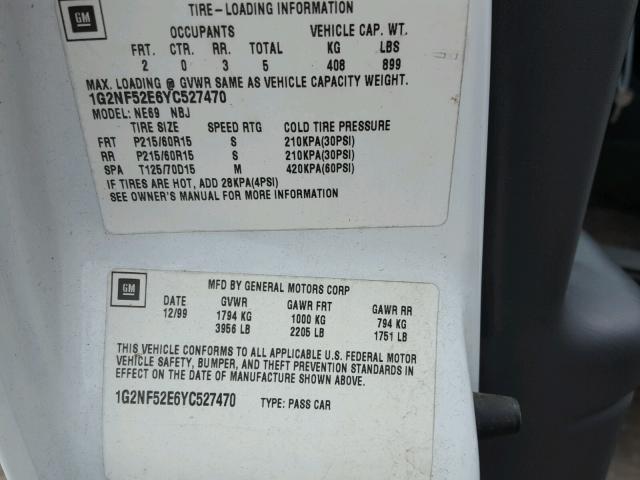 GM
TIRE-LOADING INFORMATION
OCCUPANTS VEHICLE CAP. WT.
FRT. CTR. RR. TOTAL KG LBS
2 0 3 5 408 899
MAX. LOADING @ GVWR SAME AS VEHICLE CAPACITY WEIGHT.
1G2NF52E6YC527470
MODEL: NE69 NBJ
TIRE SIZE SPEED RTG COLD TIRE PRESSURE
FRT P215/60R15 S 210KPA(30PSI)
RR P215/60R15 S 210KPA(30PSI)
SPA T125/70D15 M 420KPA(60PSI)
IF TIRES ARE HOT, ADD 28KPA(4PSI)
SEE OWNER'S MANUAL FOR MORE INFORMATION
GM
MFD BY GENERAL MOTORS CORP
DATE GVWR GAWR FRT GAWR RR
12/99 1794 KG 1000 KG 794 KG
3956 LB 2205 LB 1751 LB
THIS VEHICLE CONFORMS TO ALL APPLICABLE U.S. FEDERAL MOTOR
VEHICLE SAFETY, BUMPER, AND THEFT PREVENTION STANDARDS IN
EFFECT ON THE DATE OF MANUFACTURE SHOWN ABOVE.
1G2NF52E6YC527470 TYPE: PASS CAR